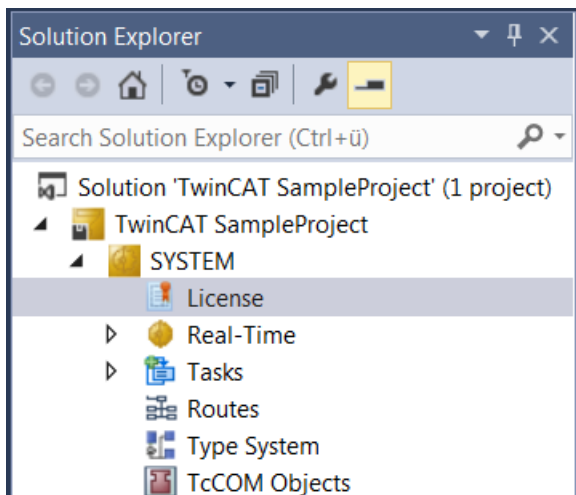 Solution Explorer
Search Solution Explorer (Ctrl+ü)
Solution 'TwinCAT SampleProject' (1 project)
TwinCAT SampleProject
SYSTEM
License
Real-Time
Tasks
Routes
Type System
TcCOM Objects